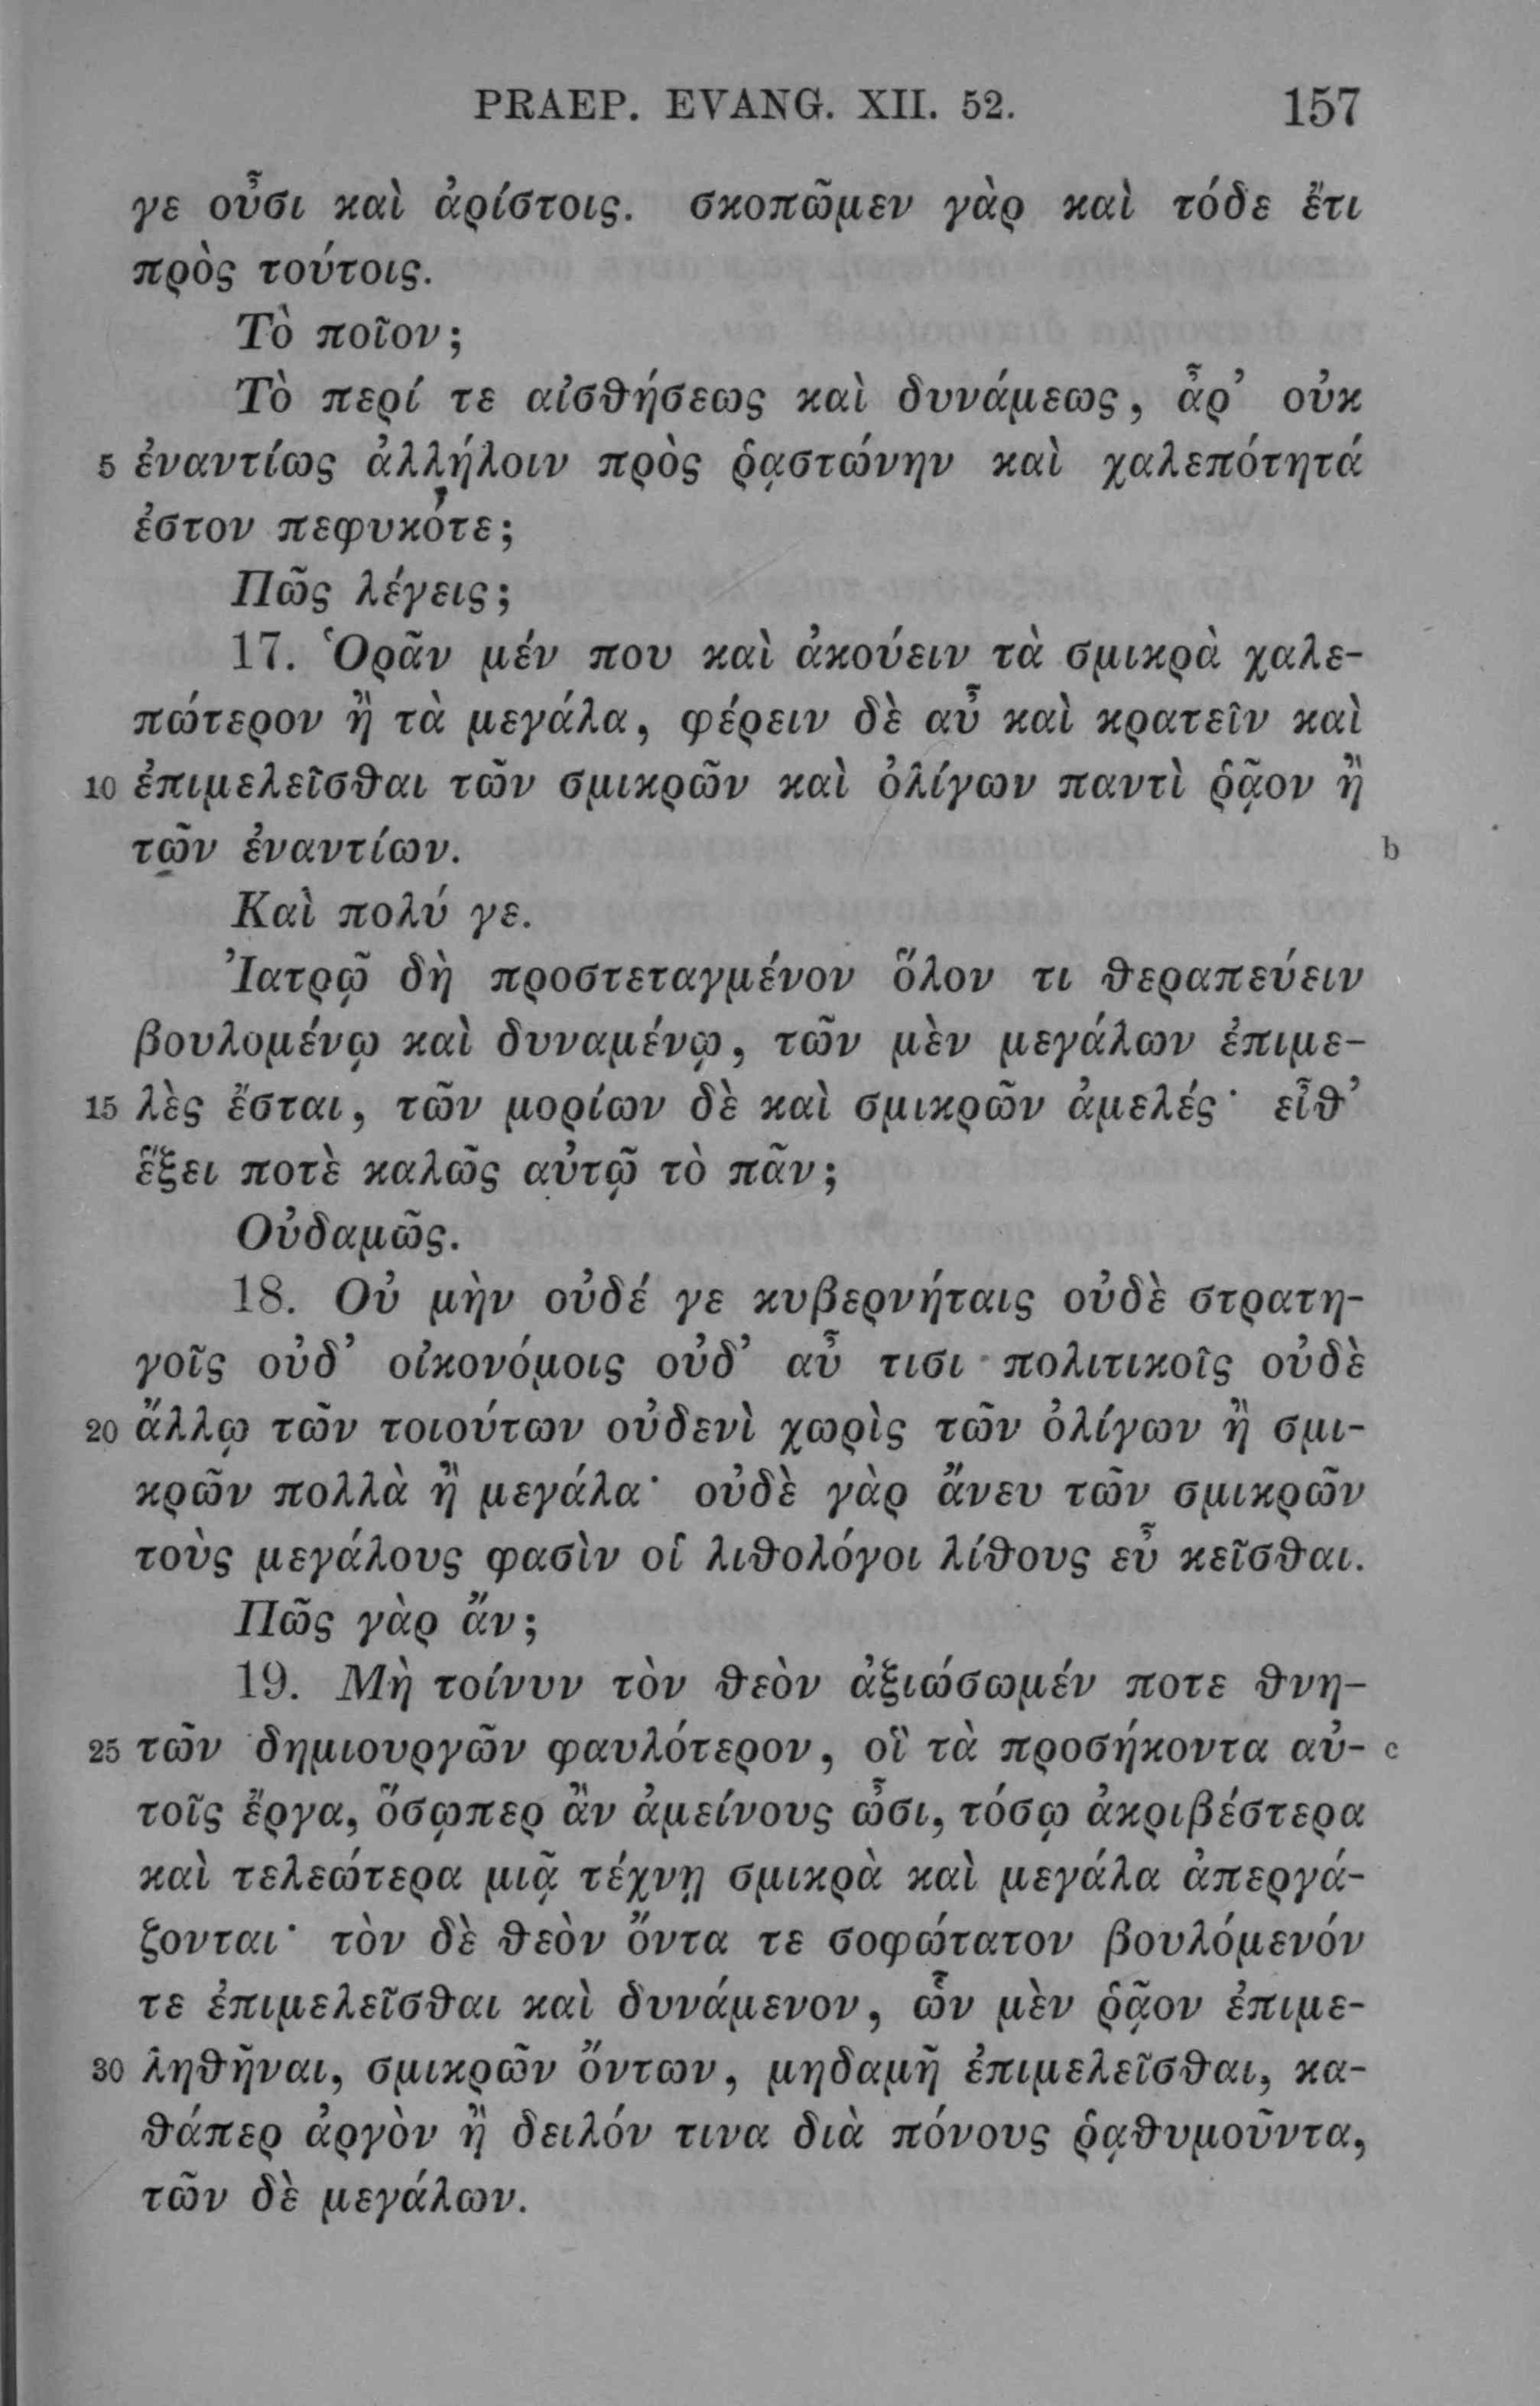 PRAEP. EVANG. XII. 52. 157
γε οὖσι καὶ ἀρίστοις. σκοπῶμεν γὰρ καὶ τόδε ἔτι
πρὸς τούτοις.
Τὸ ποῖον;
Τὸ περί τε αἰσθήσεως καὶ δυνάμεως, ἆρ’ οὐκ
5 ἐναντίως ἀλλήλοιν πρὸς ῥᾳστώνην καὶ χαλεπότητά
ἐστον πεφυκότε;
Πῶς λέγεις;
17. Ὁρᾶν μέν που καὶ ἀκούειν τὰ σμικρὰ χαλε-
πώτερον ἢ τὰ μεγάλα, φέρειν δὲ αὖ καὶ κρατεῖν καὶ
10 ἐπιμελεῖσθαι τῶν σμικρῶν καὶ ὀλίγων παντὶ ῥᾷον ἢ
τῶν ἐναντίων. b
Καὶ πολύ γε.
Ἰατρῷ δὴ προστεταγμένον ὅλον τι θεραπεύειν
βουλομένῳ καὶ δυναμένῳ, τῶν μὲν μεγάλων ἐπιμε-
15 λὲς ἔσται, τῶν μορίων δὲ καὶ σμικρῶν ἀμελές· εἶθ’
ἕξει ποτὲ καλῶς αὐτῷ τὸ πᾶν;
Οὐδαμῶς.
18. Οὐ μὴν οὐδέ γε κυβερνήταις οὐδὲ στρατη-
γοῖς οὐδ’ οἰκονόμοις οὐδ’ αὖ τισι πολιτικοῖς οὐδὲ
20 ἄλλῳ τῶν τοιούτων οὐδενὶ χωρὶς τῶν ὀλίγων ἢ σμι-
κρῶν πολλὰ ἢ μεγάλα· οὐδὲ γὰρ ἄνευ τῶν σμικρῶν
τοὺς μεγάλους φασὶν οἱ λιθολόγοι λίθους εὖ κεῖσθαι.
Πῶς γὰρ ἄν;
19. Μὴ τοίνυν τὸν θεὸν ἀξιώσωμέν ποτε θνη-
25 τῶν δημιουργῶν φαυλότερον, οἳ τὰ προσήκοντα αὐ- c
τοῖς ἔργα, ὅσῳπερ ἂν ἀμείνους ὦσι, τόσῳ ἀκριβέστερα
καὶ τελεώτερα μιᾷ τέχνῃ σμικρὰ καὶ μεγάλα ἀπεργά-
ζονται· τὸν δὲ θεὸν ὄντα τε σοφώτατον βουλόμενόν
τε ἐπιμελεῖσθαι καὶ δυνάμενον, ὧν μὲν ῥᾷον ἐπιμε-
30 ληθῆναι, σμικρῶν ὄντων, μηδαμῇ ἐπιμελεῖσθαι, κα-
θάπερ ἀργὸν ἢ δειλόν τινα διὰ πόνους ῥᾳθυμοῦντα,
τῶν δὲ μεγάλων.